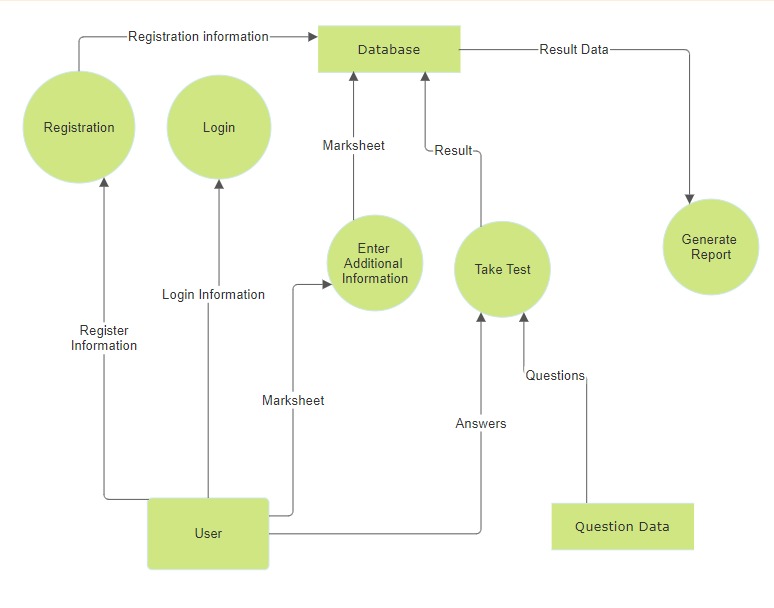 Registration information
Database
Result Data
Registration
Login
Marksheet
Result
Enter
Additional
Information
Take Test
Generate
Report
Login Information
Register
Information
Questions
Marksheet
Answers
User
Question Data